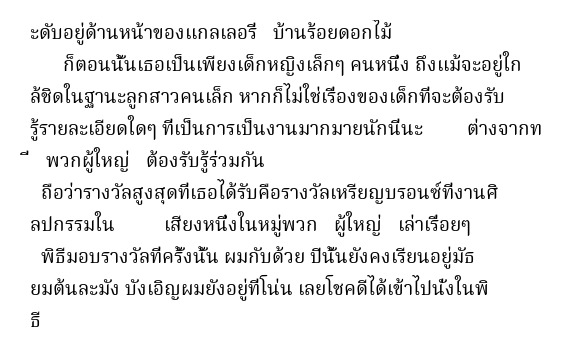 ะดับอยู่ด้านหน้าของแกลเลอรี บ้านร้อยดอกไม้
ก็ตอนนั้นเธอเป็นเพียงเด็กหญิงเล็กๆ คนหนึ่ง ถึงแม้จะอยู่ใก
ล้ชิดในฐานะลูกสาวคนเล็ก หากก็ไม่ใช่เรื่องของเด็กที่จะต้องรับ
รู้รายละเอียดใดๆ ที่เป็นการเป็นงานมากมายนักนี่นะ ต่างจากท
ี่ พวกผู้ใหญ่ ต้องรับรู้ร่วมกัน
ถือว่ารางวัลสูงสุดที่เธอได้รับคือรางวัลเหรียญบรอนซ์ที่งานศิ
ลปกรรมใน เสียงหนึ่งในหมู่พวก ผู้ใหญ่ เล่าเรื่อยๆ
พิธีมอบรางวัลที่ครั้งนั้น ผมกับด้วย ปีนั้นยังคงเรียนอยู่มัธ
ยมต้นละมัง บังเอิญผมยังอยู่ที่โน่น เลยโชคดีได้เข้าไปนั่งในพิ
ธี